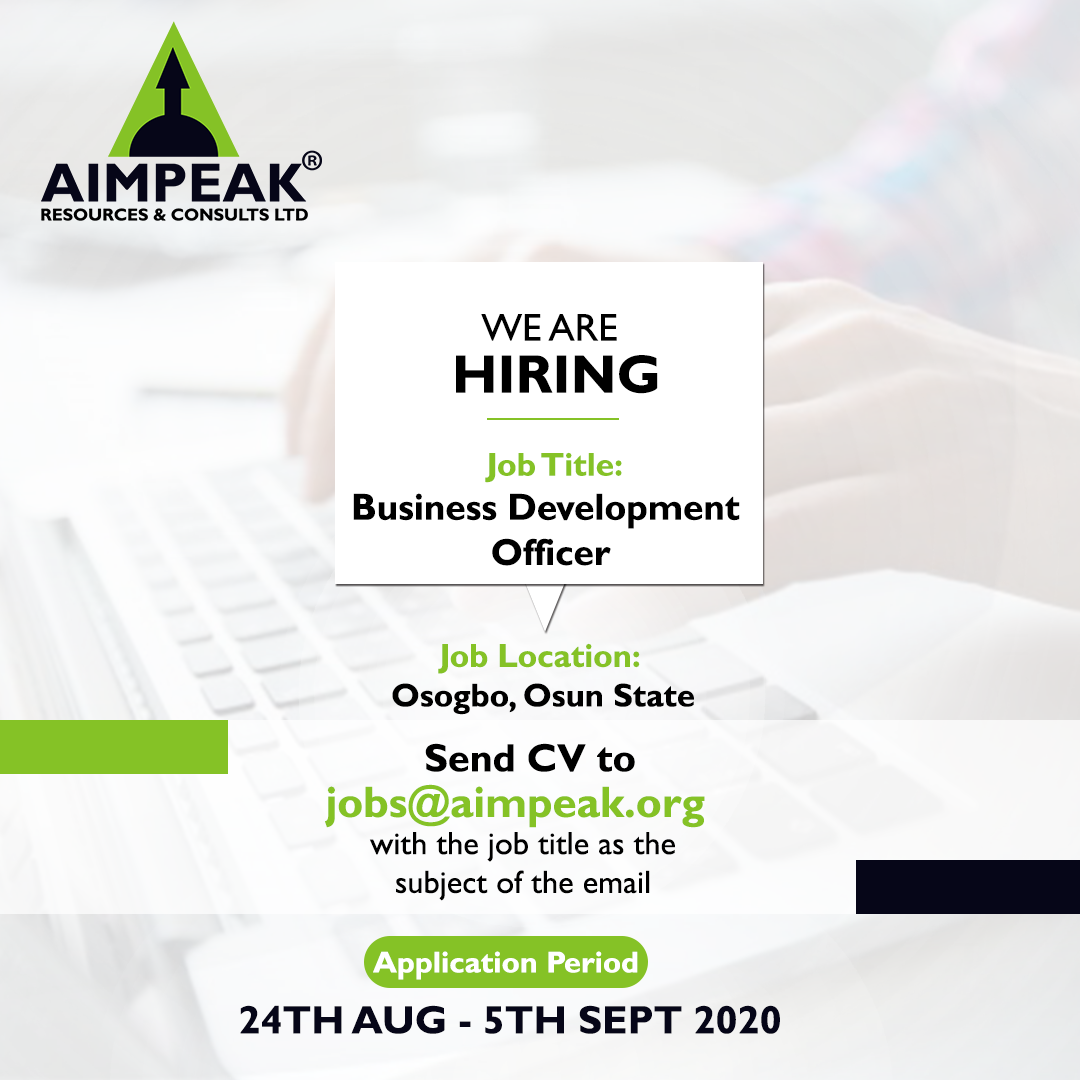 AIMPEAK®
RESOURCES & CONSULTS LTD
WE ARE
HIRING
Job Title:
Business Development
Officer
Job Location:
Osogbo, Osun State
Send CV to
jobs@aimpeak.org
with the job title as the
subject of the email
Application Period
24TH AUG - 5TH SEPT 2020